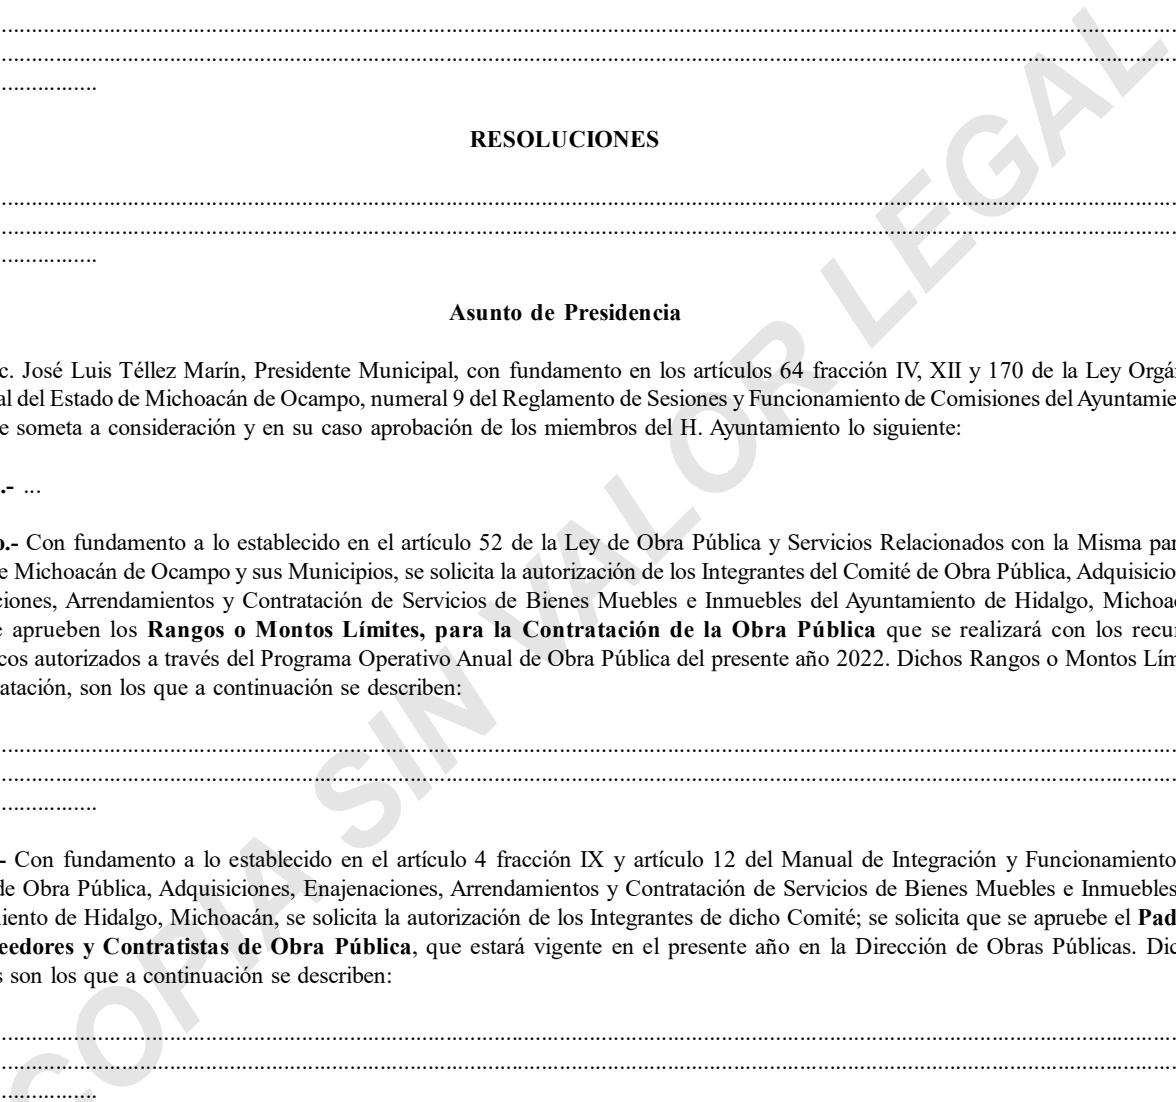 RESOLUCIONES
Asunto de Presidencia
c. José Luis Téllez Marín, Presidente Municipal, con fundamento en los artículos 64 fracción IV, XII y 170 de la Ley Orgá
al del Estado de Michoacán de Ocampo, numeral 9 del Reglamento de Sesiones y Funcionamiento de Comisiones del Ayuntamie
e someta a consideración y en su caso aprobación de los miembros del H. Ayuntamiento lo siguiente:
.- ...
o.- Con fundamento a lo establecido en el artículo 52 de la Ley de Obra Pública y Servicios Relacionados con la Misma par
e Michoacán de Ocampo y sus Municipios, se solicita la autorización de los Integrantes del Comité de Obra Pública, Adquisicio
ciones, Arrendamientos y Contratación de Servicios de Bienes Muebles e Inmuebles del Ayuntamiento de Hidalgo, Michoac
e aprueben los Rangos o Montos Límites, para la Contratación de la Obra Pública que se realizará con los recur
cos autorizados a través del Programa Operativo Anual de Obra Pública del presente año 2022. Dichos Rangos o Montos Lím
ratación, son los que a continuación se describen:
.- Con fundamento a lo establecido en el artículo 4 fracción IX y artículo 12 del Manual de Integración y Funcionamiento
de Obra Pública, Adquisiciones, Enajenaciones, Arrendamientos y Contratación de Servicios de Bienes Muebles e Inmuebles
niento de Hidalgo, Michoacán, se solicita la autorización de los Integrantes de dicho Comité; se solicita que se apruebe el Pad
eedores y Contratistas de Obra Pública, que estará vigente en el presente año en la Dirección de Obras Públicas. Dic
s son los que a continuación se describen:
COPIA SIN VALOR LEGAL